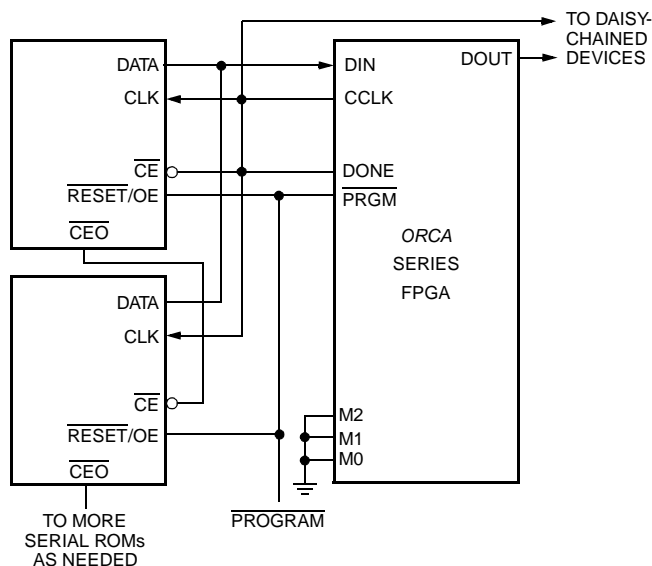 TO DAISY-
CHAINED
DEVICES
DATA
CLK
CE
RESET/OE
CEO
DIN
DOUT
CCLK
DONE
PRGM
ORCA
SERIES
FPGA
DATA
CLK
CE
RESET/OE
CEO
M2
M1
M0
TO MORE
SERIAL ROMs
AS NEEDED
PROGRAM